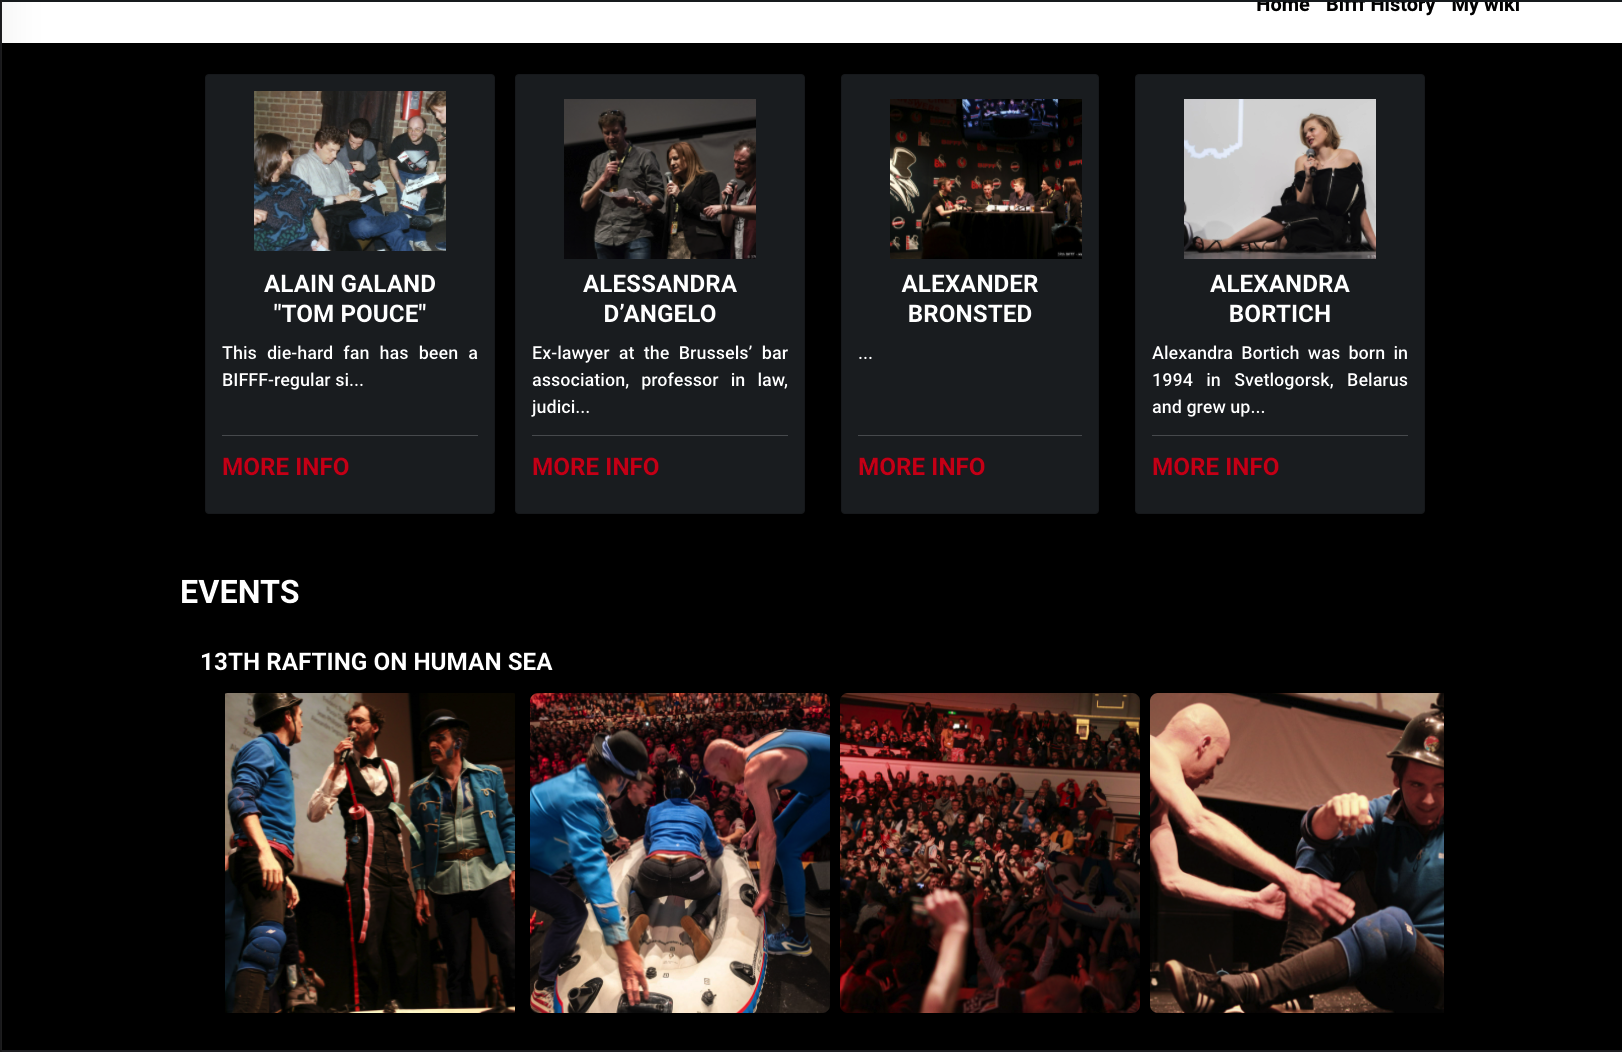 Home Bifff History My wiki
ALAIN GALAND
"TOM POUCE"
This die-hard fan has been a
BIFFF-regular si...
MORE INFO
ALESSANDRA
D’ANGELO
Ex-lawyer at the Brussels’ bar
association, professor in law,
judici...
MORE INFO
ALEXANDER
BRONSTED
...
MORE INFO
ALEXANDRA
BORTICH
Alexandra Bortich was born in
1994 in Svetlogorsk, Belarus
and grew up...
MORE INFO
EVENTS
13TH RAFTING ON HUMAN SEA